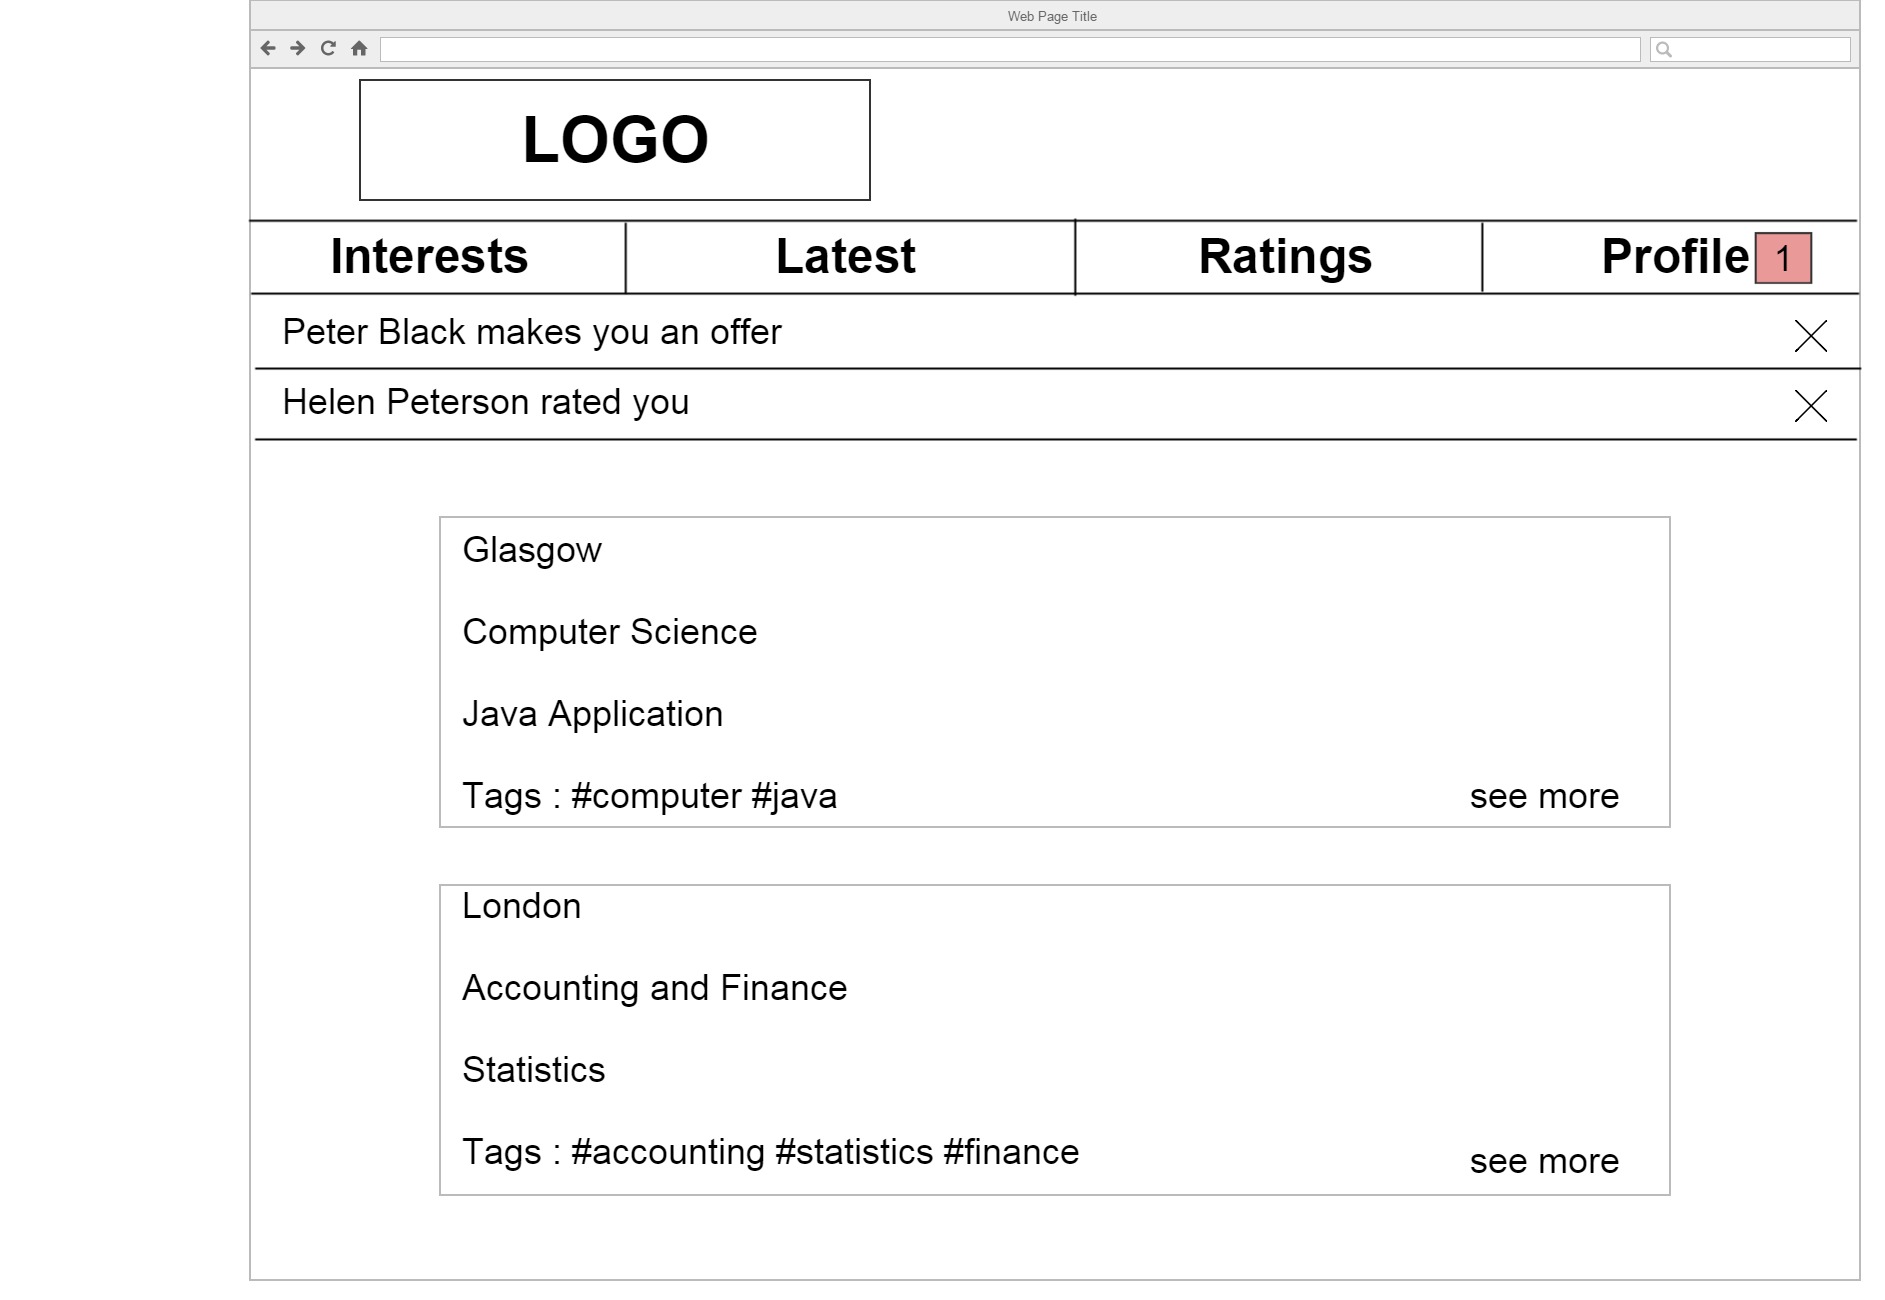 Web Page Title
LOGO
Interests Latest Ratings Profile 1
Peter Black makes you an offer
Helen Peterson rated you
Glasgow
Computer Science
Java Application
Tags : #computer #java see more
London
Accounting and Finance
Statistics
Tags : #accounting #statistics #finance see more